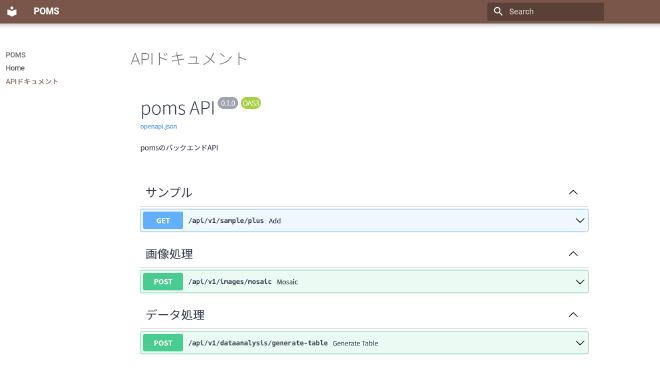 POMS
Search
POMS
Home
APIドキュメント
APIドキュメント
poms API 0.1.0 OAS3
openapi.json
pomsのバックエンドAPI
サンプル
GET /api/v1/sample/plus Add
画像処理
POST /api/v1/images/mosaic Mosaic
データ処理
POST /api/v1/dataanalysis/generate-table Generate Table